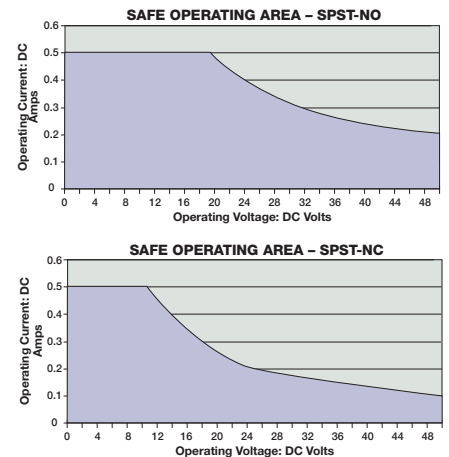 SAFE OPERATING AREA – SPST-NO
0.6
0.5
0.4
0.3
0.2
0.1
0
Operating Current: DC
Amps
0 4 8 12 16 20 24 28 32 36 40 44 48
Operating Voltage: DC Volts
SAFE OPERATING AREA – SPST-NC
0.6
0.5
0.4
0.3
0.2
0.1
0
Operating Current: DC
Amps
0 4 8 12 16 20 24 28 32 36 40 44 48
Operating Voltage: DC Volts